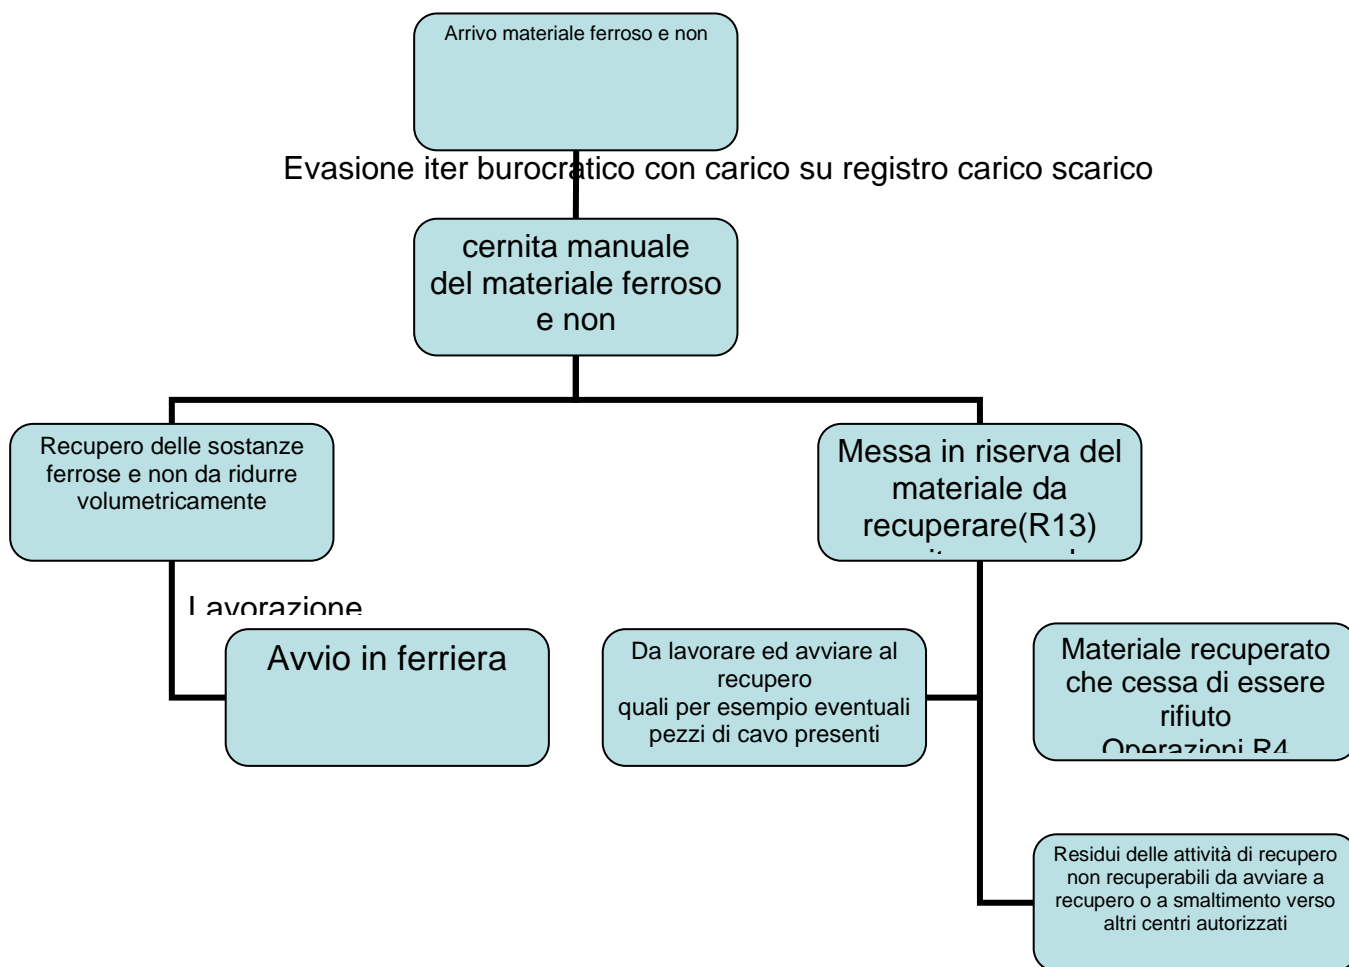 Arrivo materiale ferroso e non
Evasione iter burocratico con carico su registro carico scarico
cernita manuale
del materiale ferroso
e non
Recupero delle sostanze
ferrose e non da ridurre
volumetricamente
Messa in riserva del
materiale da
recuperare(R13)
Lavorazione
Avvio in ferriera
Da lavorare ed avviare al
recupero
quali per esempio eventuali
pezzi di cavo presenti
Materiale recuperato
che cessa di essere
rifiuto
Operazioni R4
Residui delle attività di recupero
non recuperabili da avviare a
recupero o a smaltimento verso
altri centri autorizzati